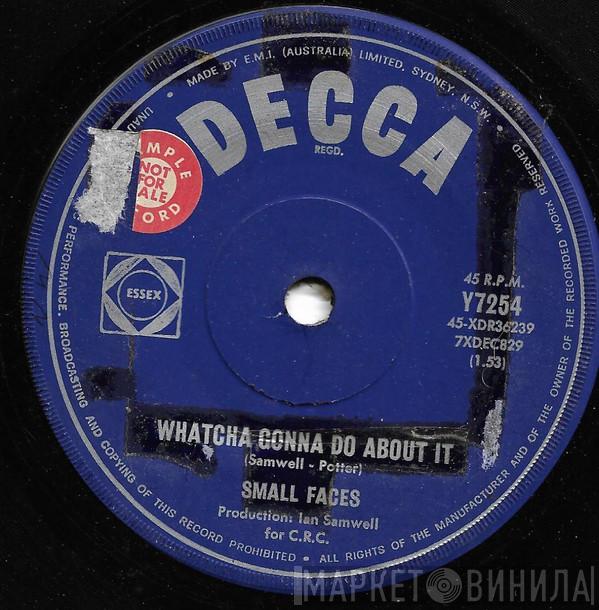 MADE BY E.M.I. (AUSTRALIA) LIMITED, SYDNEY, N.S.W.
DECCA
REGD.
NOT
FOR
ESSEX
45 R.P.M.
Y7254
45-XDR36239
7XDEC829
(1.53)
WHATCHA GONNA DO ABOUT IT
(Samwell - Potter)
SMALL FACES
Production: Ian Samwell
for C.R.C.
PERFORMANCE, BROADCASTING AND COPYING OF THIS RECORD PROHIBITED • ALL RIGHTS OF THE MANUFACTURER AND OF THE OWNER OF THE RECORDED WORK RESERVED
МАРКЕТ ВИНИЛА